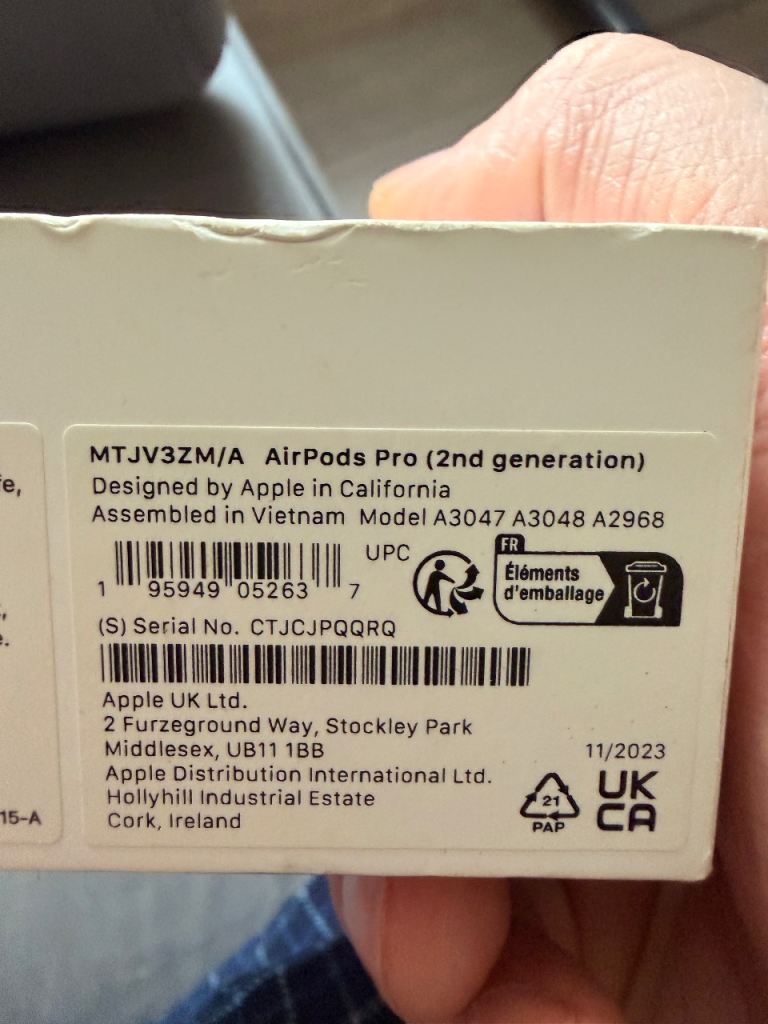 fe,
e.
15-A
MTJV3ZM/A AirPods Pro (2nd generation)
Designed by Apple in California
Assembled in Vietnam Model A3047 A3048 A2968
UPC
1 95949 05263 7
FR
Éléments
d'emballage
(S) Serial No. CTJCJPQQRQ
Apple UK Ltd.
2 Furzeground Way, Stockley Park
Middlesex, UB11 1BB
11/2023
Apple Distribution International Ltd.
Hollyhill Industrial Estate
Cork, Ireland
21
PAP
UK
CA